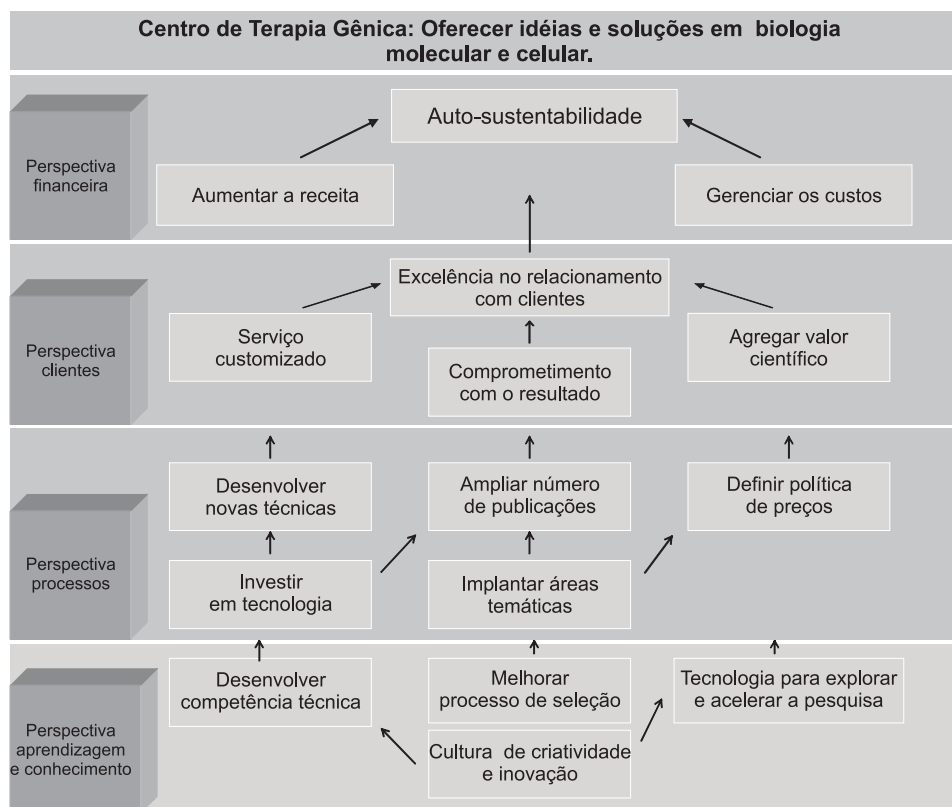 Centro de Terapia Gênica: Oferecer idéias e soluções em biologia
molecular e celular.
Perspectiva
financeira
Auto-sustentabilidade
Aumentar a receita
Gerenciar os custos
Perspectiva
clientes
Excelência no relacionamento
com clientes
Serviço
customizado
Comprometimento
com o resultado
Agregar valor
científico
Perspectiva
processos
Desenvolver
novas técnicas
Ampliar número
de publicações
Definir política
de preços
Investir
em tecnologia
Implantar áreas
temáticas
Perspectiva
aprendizagem
e conhecimento
Desenvolver
competência técnica
Melhorar
processo de seleção
Tecnologia para explorar
e acelerar a pesquisa
Cultura de criatividade
e inovação